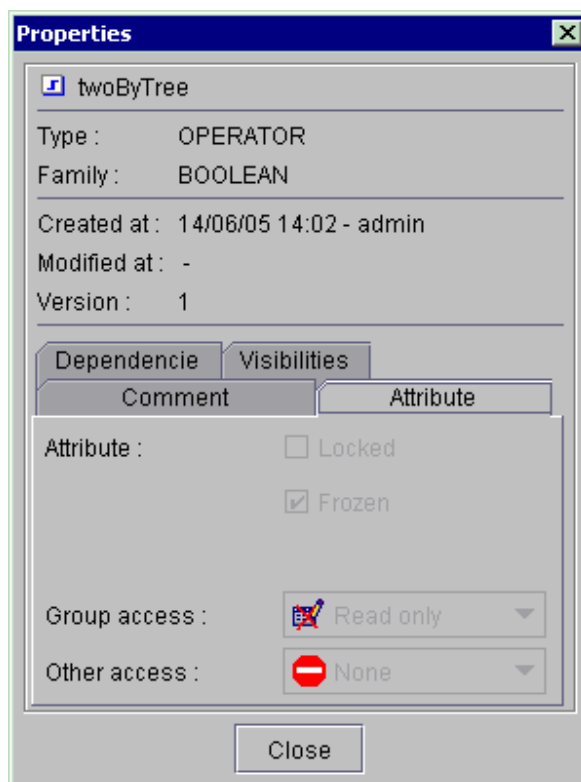 Properties
twoByTree
Type : OPERATOR
Family : BOOLEAN
Created at : 14/06/05 14:02 - admin
Modified at : -
Version : 1
Dependencie Visibilities
Comment Attribute
Attribute : Locked
Frozen
Group access : Read only
Other access : None
Close